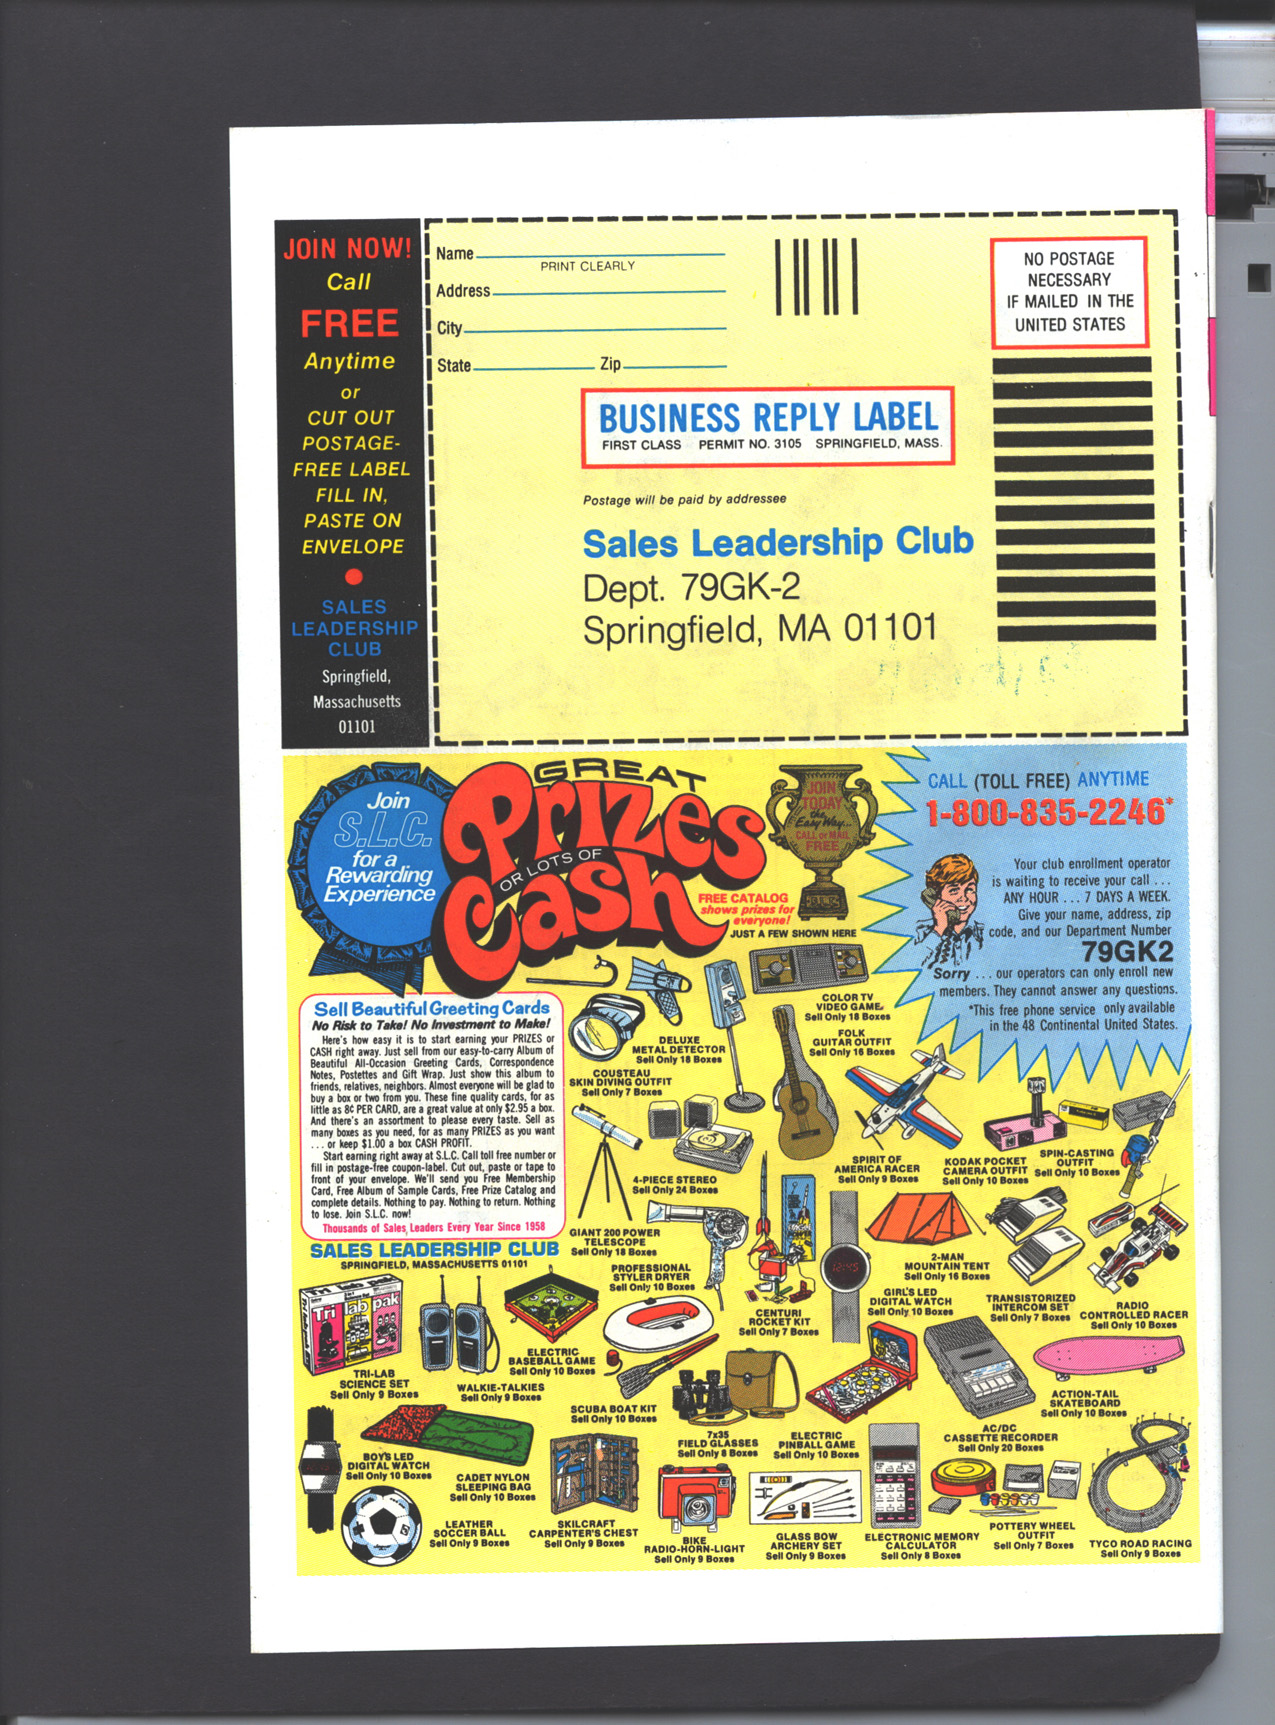 JOIN NOW!
Call
FREE
Anytime
or
CUT OUT
POSTAGE-
FREE LABEL
FILL IN,
PASTE ON
ENVELOPE
SALES
LEADERSHIP
CLUB
Springfield,
Massachusetts
01101
Name
PRINT CLEARLY
Address
City
State Zip
NO POSTAGE
NECESSARY
IF MAILED IN THE
UNITED STATES
BUSINESS REPLY LABEL
FIRST CLASS PERMIT NO. 3105 SPRINGFIELD, MASS.
Postage will be paid by addressee
Sales Leadership Club
Dept. 79GK-2
Springfield, MA 01101
Join
S.L.C.
for a
Rewarding
Experience
GREAT
Prizes
OR LOTS OF
Cash
JOIN
TODAY
the
Easy Way...
CALL or MAIL
FREE
FREE CATALOG
shows prizes for
everyone!
JUST A FEW SHOWN HERE
CALL (TOLL FREE) ANYTIME
1-800-835-2246*
Your club enrollment operator
is waiting to receive your call ...
ANY HOUR ... 7 DAYS A WEEK.
Give your name, address, zip
code, and our Department Number
79GK2
Sorry ... our operators can only enroll new
members. They cannot answer any questions.
*This free phone service only available
in the 48 Continental United States.
Sell Beautiful Greeting Cards
No Risk to Take! No Investment to Make!
Here's how easy it is to start earning your PRIZES or
CASH right away. Just sell from our easy-to-carry Album of
Beautiful All-Occasion Greeting Cards, Correspondence
Notes, Postettes and Gift Wrap. Just show this album to
friends, relatives, neighbors. Almost everyone will be glad to
buy a box or two from you. These fine quality cards, for as
little as 8¢ PER CARD, are a great value at only $2.95 a box.
And there's an assortment to please every taste. Sell as
many boxes as you need, for as many PRIZES as you want
... or keep $1.00 a box CASH PROFIT.
Start earning right away at S.L.C. Call toll free number or
fill in postage-free coupon-label. Cut out, paste or tape to
front of your envelope. We'll send you Free Membership
Card, Free Album of Sample Cards, Free Prize Catalog and
complete details. Nothing to pay. Nothing to return. Nothing
to lose. Join S.L.C. now!
Thousands of Sales Leaders Every Year Since 1958
SALES LEADERSHIP CLUB
SPRINGFIELD, MASSACHUSETTS 01101
COLOR TV
VIDEO GAME
Sell Only 18 Boxes
DELUXE
METAL DETECTOR
Sell Only 18 Boxes
FOLK
GUITAR OUTFIT
Sell Only 16 Boxes
COUSTEAU
SKIN DIVING OUTFIT
Sell Only 7 Boxes
4-PIECE STEREO
Sell Only 24 Boxes
SPIRIT OF
AMERICA RACER
Sell Only 9 Boxes
KODAK POCKET
CAMERA OUTFIT
Sell Only 10 Boxes
SPIN-CASTING
OUTFIT
Sell Only 10 Boxes
GIANT 200 POWER
TELESCOPE
Sell Only 18 Boxes
PROFESSIONAL
STYLER DRYER
Sell Only 10 Boxes
CENTURI
ROCKET KIT
Sell Only 7 Boxes
12:45
GIRL'S LED
DIGITAL WATCH
Sell Only 10 Boxes
2-MAN
MOUNTAIN TENT
Sell Only 16 Boxes
TRANSISTORIZED
INTERCOM SET
Sell Only 7 Boxes
RADIO
CONTROLLED RACER
Sell Only 10 Boxes
Tri lab pak
TRI-LAB
SCIENCE SET
Sell Only 9 Boxes
WALKIE-TALKIES
Sell Only 9 Boxes
ELECTRIC
BASEBALL GAME
Sell Only 10 Boxes
SCUBA BOAT KIT
Sell Only 10 Boxes
7x35
FIELD GLASSES
Sell Only 8 Boxes
ELECTRIC
PINBALL GAME
Sell Only 10 Boxes
AC/DC
CASSETTE RECORDER
Sell Only 20 Boxes
ACTION-TAIL
SKATEBOARD
Sell Only 10 Boxes
BOY'S LED
DIGITAL WATCH
Sell Only 10 Boxes
CADET NYLON
SLEEPING BAG
Sell Only 10 Boxes
LEATHER
SOCCER BALL
Sell Only 9 Boxes
SKILCRAFT
CARPENTER'S CHEST
Sell Only 9 Boxes
BIKE
RADIO-HORN-LIGHT
Sell Only 9 Boxes
GLASS BOW
ARCHERY SET
Sell Only 9 Boxes
ELECTRONIC MEMORY
CALCULATOR
Sell Only 8 Boxes
POTTERY WHEEL
OUTFIT
Sell Only 7 Boxes
TYCO ROAD RACING
Sell Only 9 Boxes